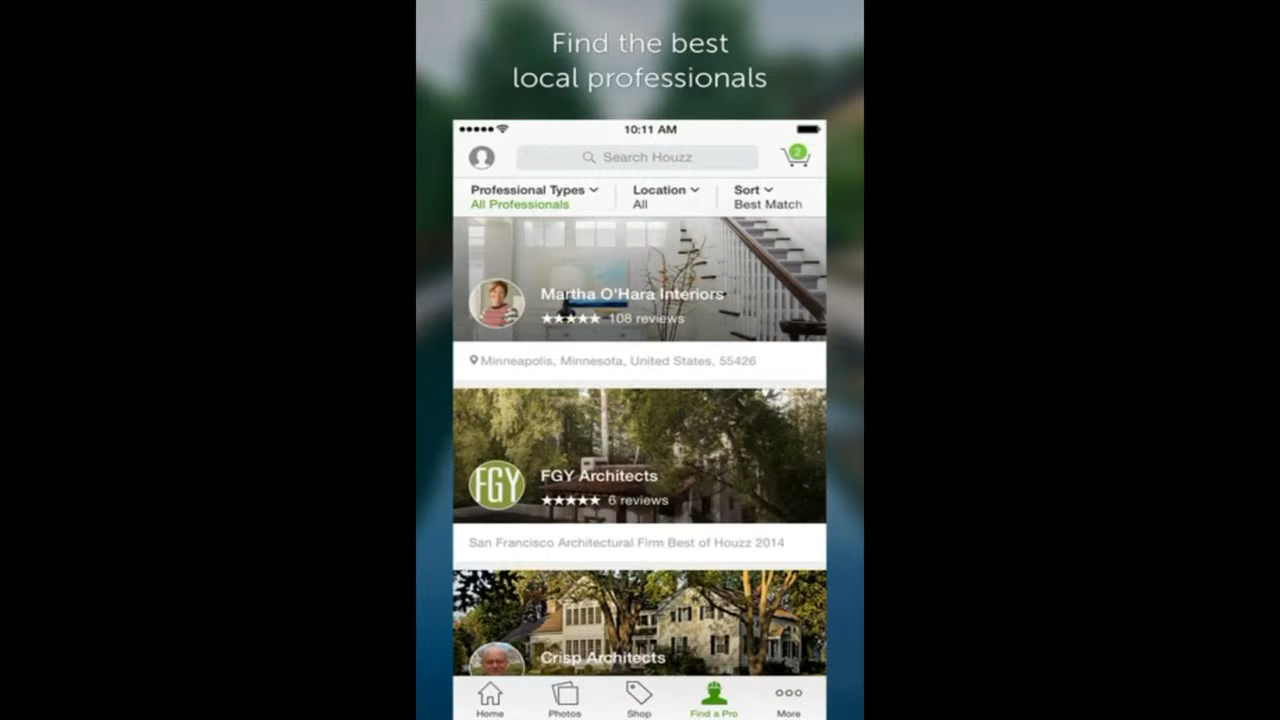 Find the best
local professionals
10:11 AM
Search Houzz
2
Professional Types
All Professionals
Location
All
Sort
Best Match
Martha O'Hara Interiors
108 reviews
Minneapolis, Minnesota, United States, 55426
FGY
FGY Architects
6 reviews
San Francisco Architectural Firm Best of Houzz 2014
Crisp Architects
Home
Photos
Shop
Find a Pro
More